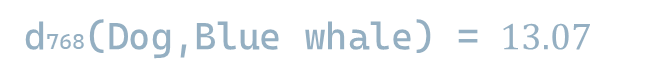 d₇₆₈(Dog,Blue whale) = 13.07